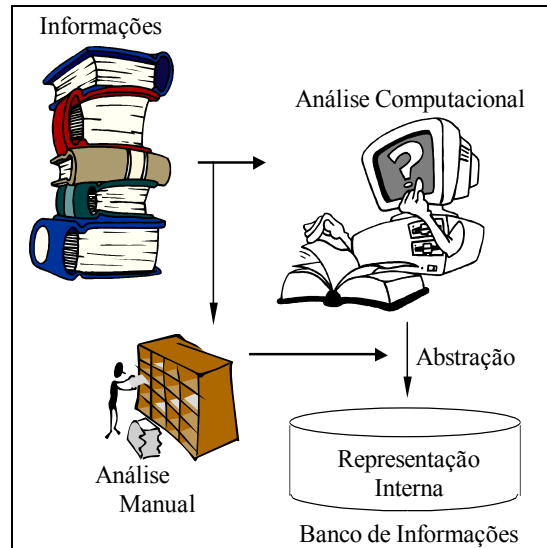 Informações
Análise Computacional
?
Abstração
Análise
Manual
Representação
Interna
Banco de Informações